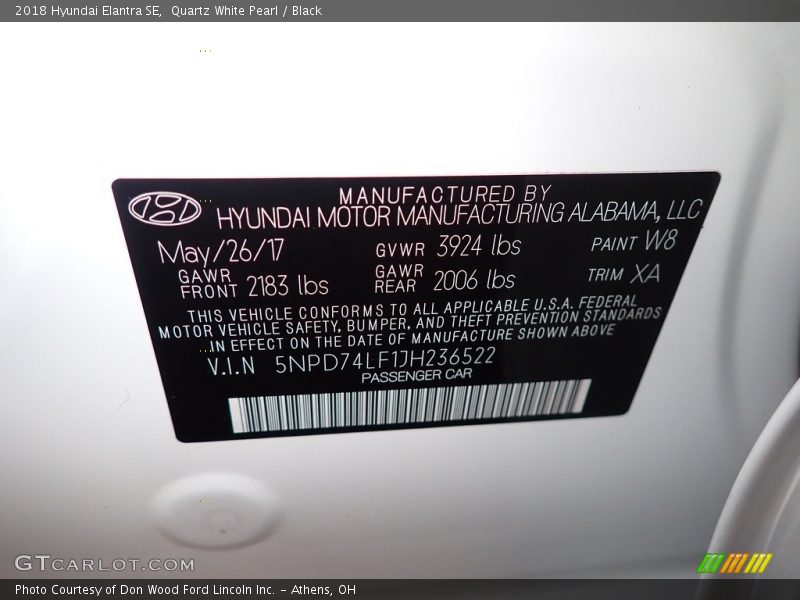 2018 Hyundai Elantra SE,  Quartz White Pearl / Black
MANUFACTURED BY
HYUNDAI MOTOR MANUFACTURING ALABAMA, LLC
May/26/17 GVWR 3924 lbs PAINT W8
GAWR FRONT 2183 lbs GAWR REAR 2006 lbs TRIM XA
THIS VEHICLE CONFORMS TO ALL APPLICABLE U.S.A. FEDERAL
MOTOR VEHICLE SAFETY, BUMPER, AND THEFT PREVENTION STANDARDS
IN EFFECT ON THE DATE OF MANUFACTURE SHOWN ABOVE
V.I.N 5NPD74LF1JH236522
PASSENGER CAR
GTCARLOT.COM
Photo Courtesy of Don Wood Ford Lincoln Inc. - Athens, OH